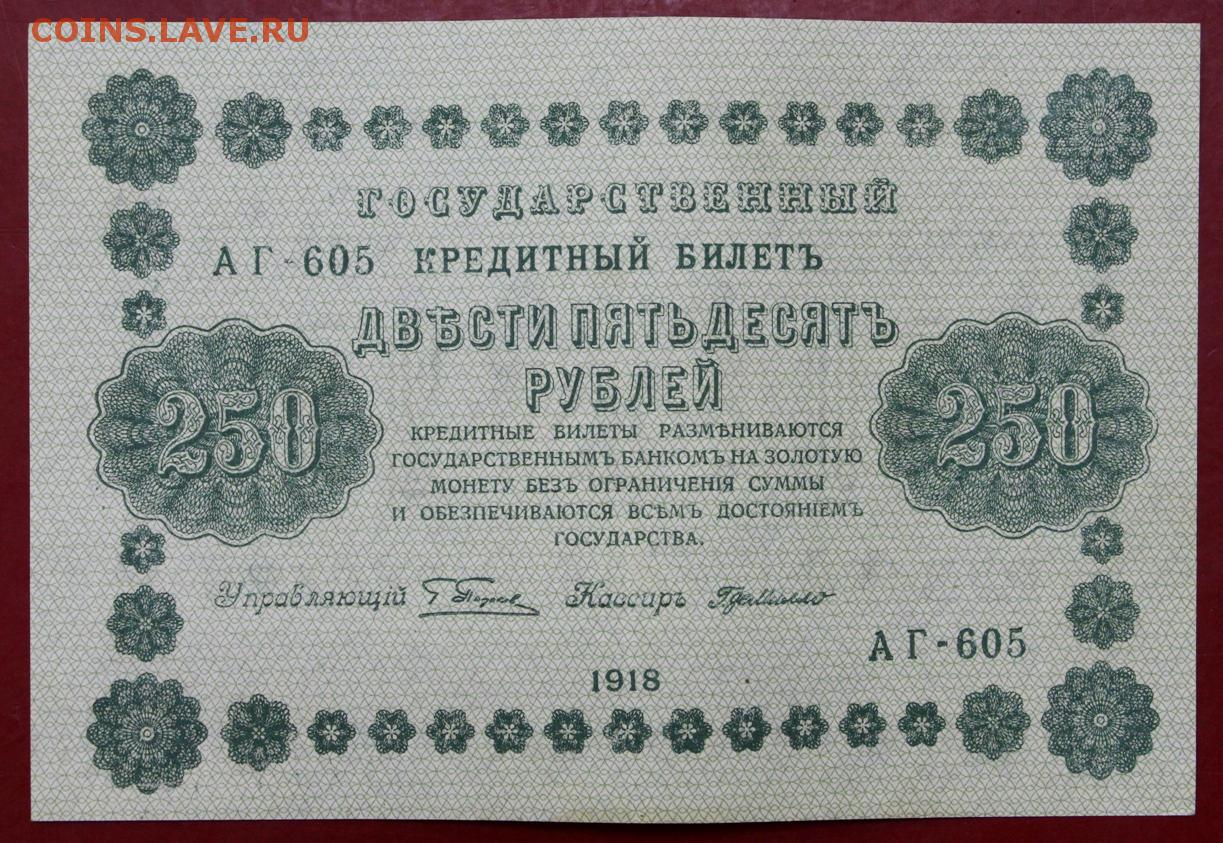 COINS.LAVE.RU
ГОСУДАРСТВЕННЫЙ
АГ-605 КРЕДИТНЫЙ БИЛЕТЪ
ДВѢСТИ ПЯТЬДЕСЯТЪ
РУБЛЕЙ
250
250
КРЕДИТНЫЕ БИЛЕТЫ РАЗМѢНИВАЮТСЯ
ГОСУДАРСТВЕННЫМЪ БАНКОМЪ НА ЗОЛОТУЮ
МОНЕТУ БЕЗЪ ОГРАНИЧЕНІЯ СУММЫ
И ОБЕЗПЕЧИВАЮТСЯ ВСѢМЪ ДОСТОЯНІЕМЪ
ГОСУДАРСТВА.
Управляющій Кассиръ
АГ-605
1918